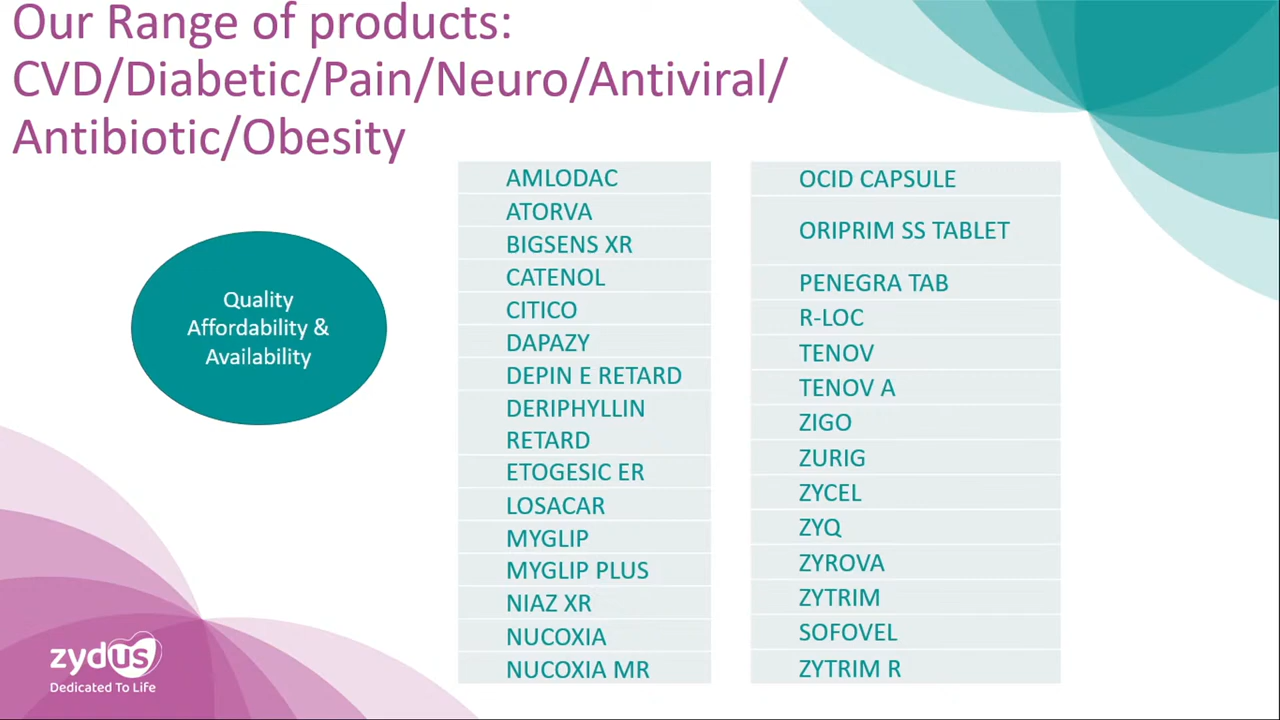 Our Range of products:
CVD/Diabetic/Pain/Neuro/Antiviral/
Antibiotic/Obesity
Quality
Affordability &
Availability
AMLODAC
ATORVA
BIGSENS XR
CATENOL
CITICO
DAPAZY
DEPIN E RETARD
DERIPHYLLIN
RETARD
ETOGESIC ER
LOSACAR
MYGLIP
MYGLIP PLUS
NIAZ XR
NUCOXIA
NUCOXIA MR
OCID CAPSULE
ORIPRIM SS TABLET
PENEGRA TAB
R-LOC
TENOV
TENOV A
ZIGO
ZURIG
ZYCEL
ZYQ
ZYROVA
ZYTRIM
SOFOVEL
ZYTRIM R
zydus
Dedicated To Life